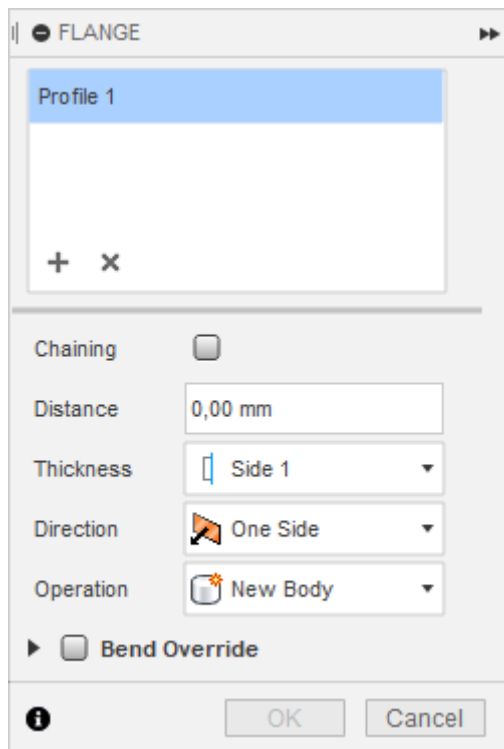 FLANGE
Profile 1
Chaining
Distance 0,00 mm
Thickness Side 1
Direction One Side
Operation New Body
Bend Override
OK Cancel